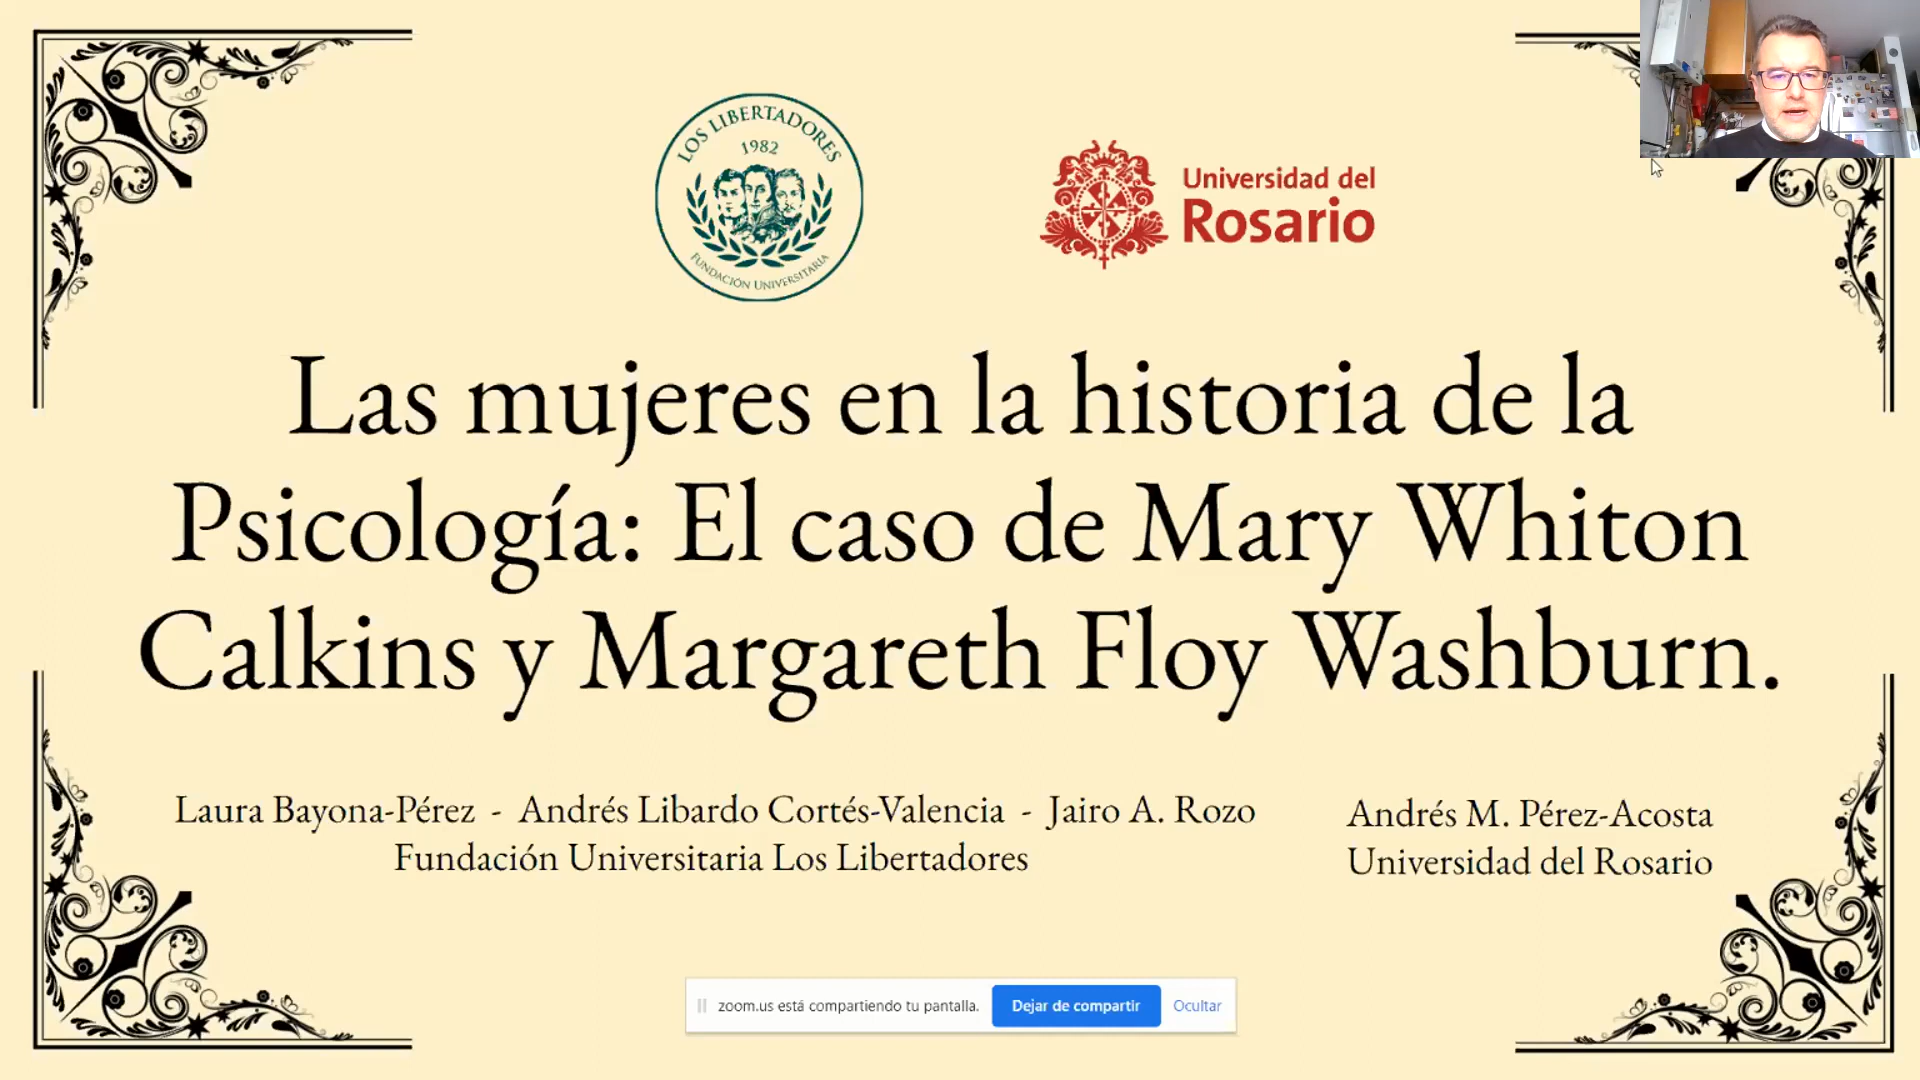 LOS LIBERTADORES
1982
FUNDACIÓN UNIVERSITARIA
Universidad del
Rosario
Las mujeres en la historia de la
Psicología: El caso de Mary Whiton
Calkins y Margareth Floy Washburn.
Laura Bayona-Pérez - Andrés Libardo Cortés-Valencia - Jairo A. Rozo
Fundación Universitaria Los Libertadores
Andrés M. Pérez-Acosta
Universidad del Rosario
zoom.us está compartiendo tu pantalla. Dejar de compartir Ocultar